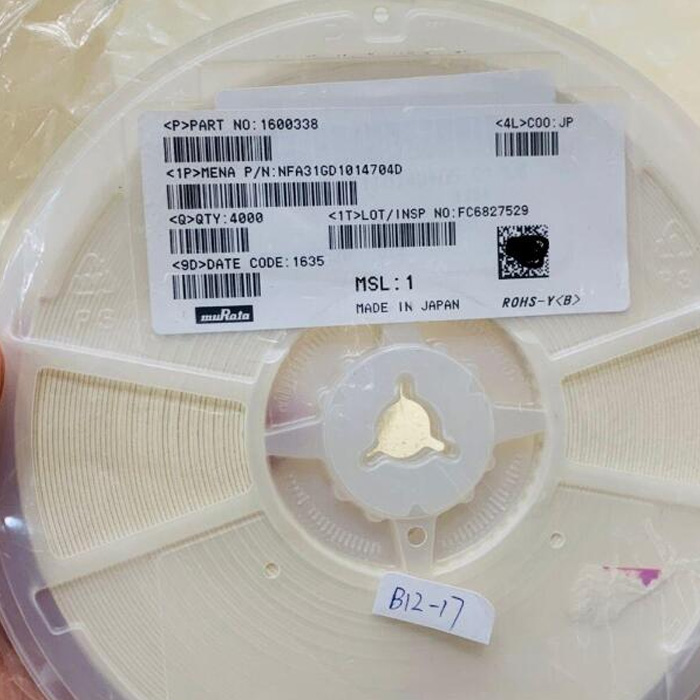 <P>PART NO:1600338
<4L>COO:JP
<1P>MENA P/N:NFA31GD1014704D
<Q>QTY:4000
<1T>LOT/INSP NO:FC6827529
<9D>DATE CODE:1635
MSL:1
muRata
MADE IN JAPAN
ROHS-Y<B>
B12-17